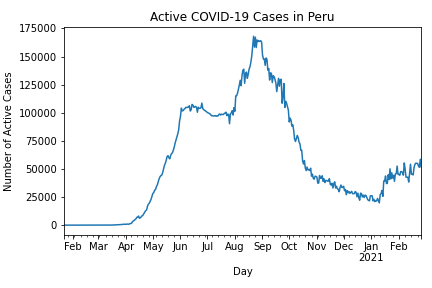 Active COVID-19 Cases in Peru
175000
150000
125000
100000
75000
50000
25000
0
Number of Active Cases
Feb Mar Apr May Jun Jul Aug Sep Oct Nov Dec Jan Feb
2021
Day